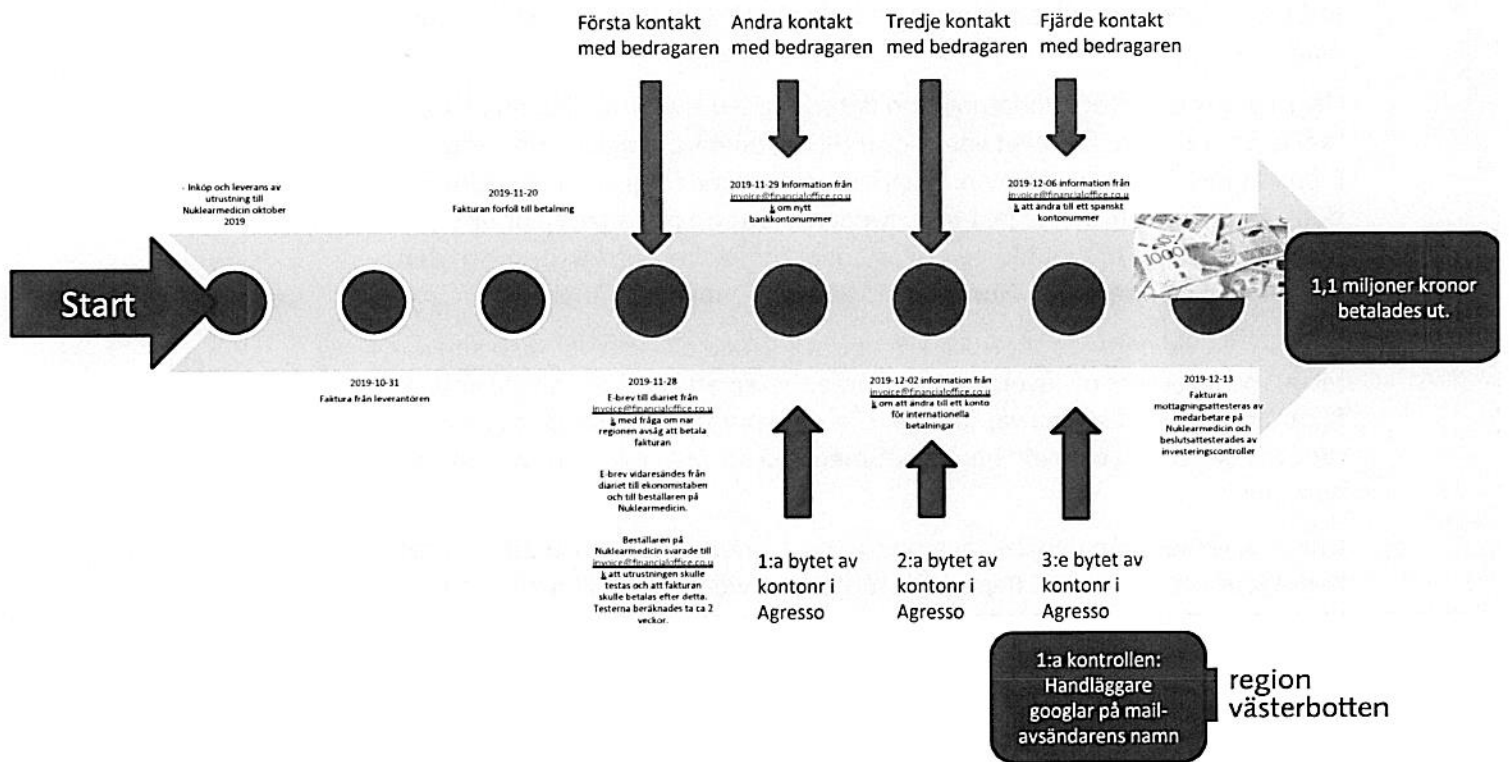 Första kontakt
med bedragaren
Andra kontakt
med bedragaren
Tredje kontakt
med bedragaren
Fjärde kontakt
med bedragaren
- Inköp och leverans av
utrustning till
Nuklearmedicin oktober
2019
2019-11-20
Fakturan förföll till betalning
2019-11-29 Information från
invoice@financialoffice.co.u
k om nytt
bankkontonummer
2019-12-06 information från
invoice@financialoffice.co.u
k att ändra till ett spanskt
kontonummer
Start
1000
1,1 miljoner kronor
betalades ut.
2019-10-31
Faktura från leverantören
2019-11-28
E-brev till diariet från
invoice@financialoffice.co.u
k med fråga om när
regionen avsåg att betala
fakturan
E-brev vidaresändes från
diariet till ekonomistaben
och till beställaren på
Nuklearmedicin.
Beställaren på
Nuklearmedicin svarade till
invoice@financialoffice.co.u
k att utrustningen skulle
testas och att fakturan
skulle betalas efter detta.
Testerna beräknades ta ca 2
veckor.
2019-12-02 information från
invoice@financialoffice.co.u
k om att ändra till ett konto
för internationella
betalningar
2019-12-13
Fakturan
mottagningsattesteras av
medarbetare på
Nuklearmedicin och
beslutsattesterades av
investeringscontroller
1:a bytet av
kontonr i
Agresso
2:a bytet av
kontonr i
Agresso
3:e bytet av
kontonr i
Agresso
1:a kontrollen:
Handläggare
googlar på mail-
avsändarens namn
region
västerbotten